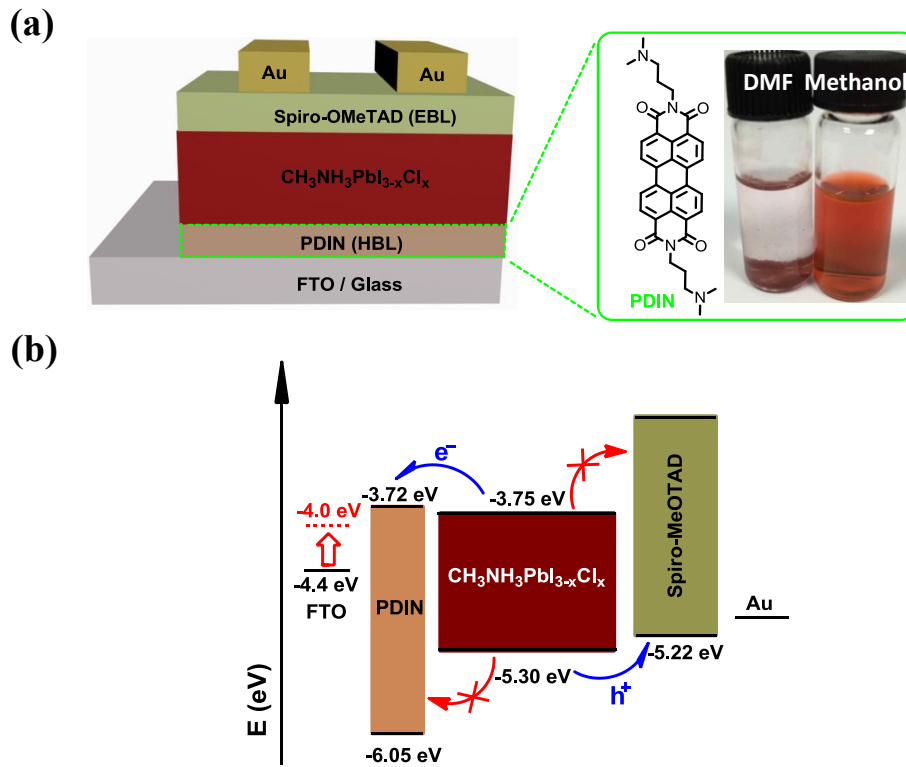 (a)
Au
Au
Spiro-OMeTAD (EBL)
CH₃NH₃PbI₃₋ₓClₓ
PDIN (HBL)
FTO / Glass
N
O
N
O
O
N
O
N
PDIN
DMF
Methanol
(b)
E (eV)
-4.0 eV
-4.4 eV
FTO
e⁻
-3.72 eV
PDIN
-6.05 eV
-3.75 eV
CH₃NH₃PbI₃₋ₓClₓ
-5.30 eV
h⁺
Spiro-MeOTAD
-5.22 eV
Au